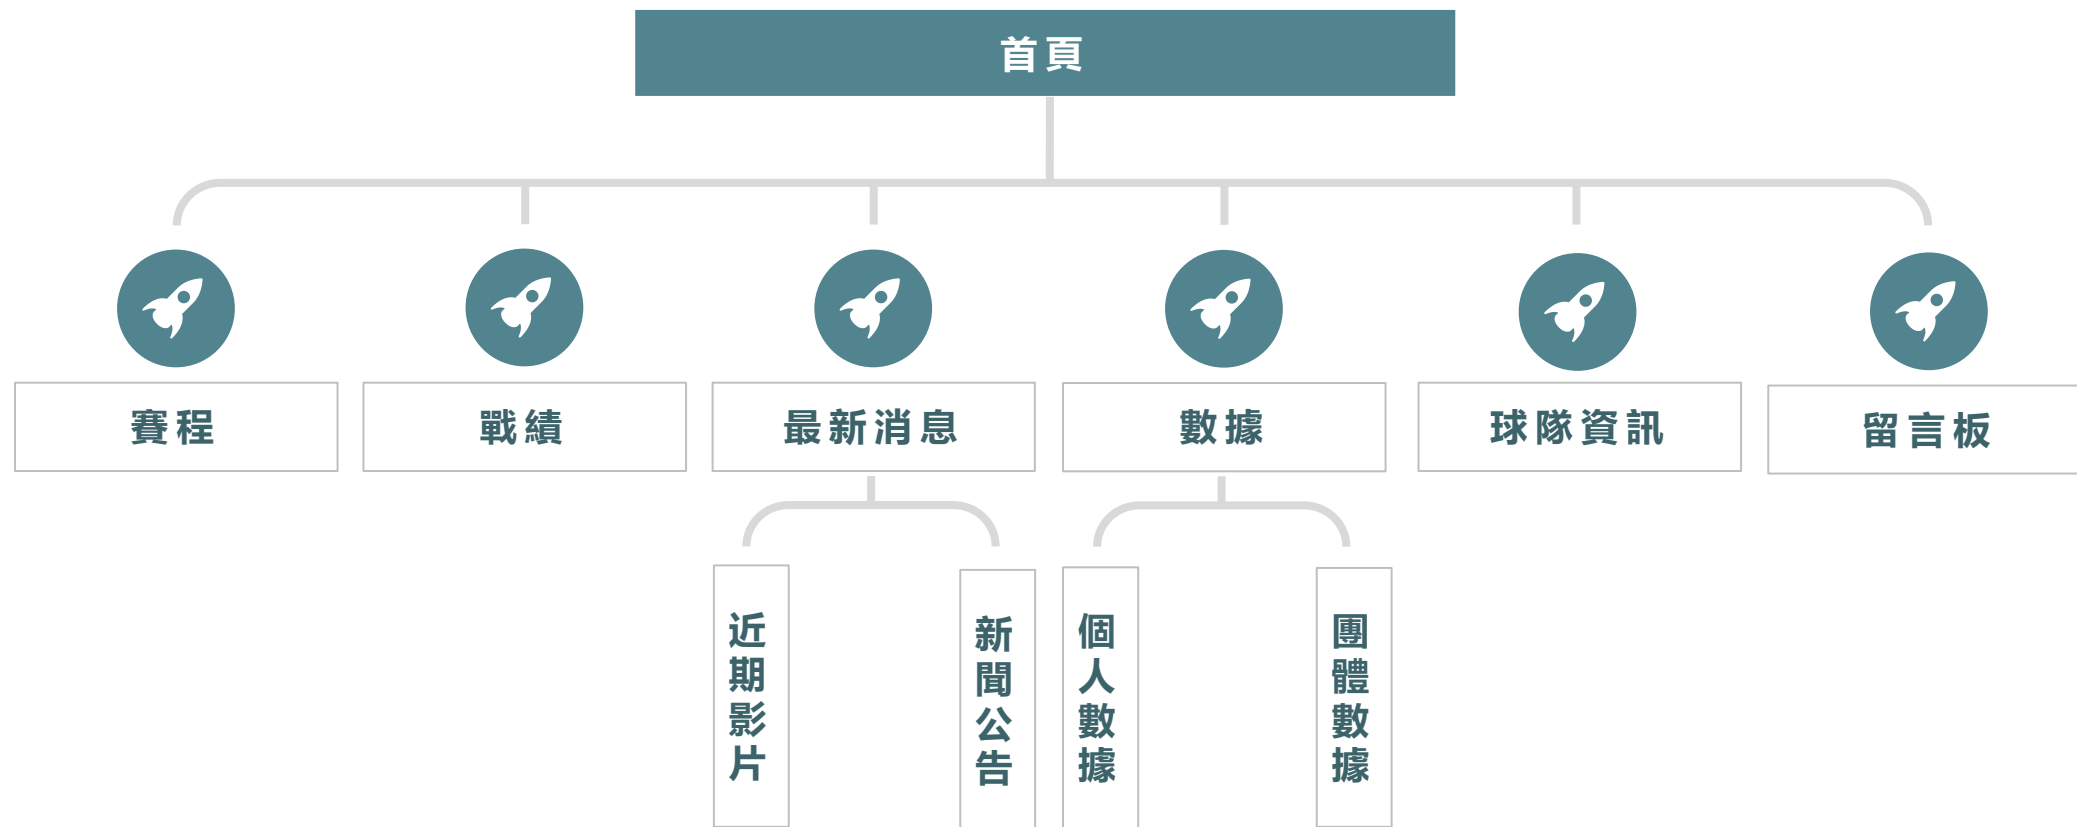 首頁
賽程
戰績
最新消息
數據
球隊資訊
留言板
近期影片
新聞公告
個人數據
團體數據